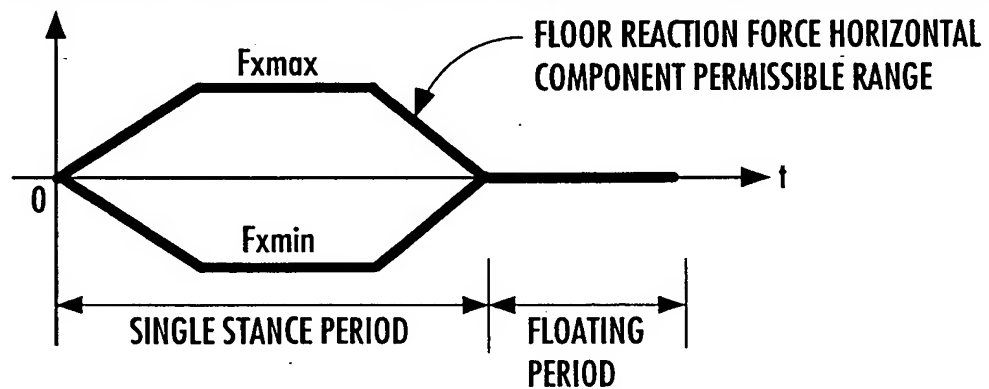 FLOOR REACTION FORCE HORIZONTAL
COMPONENT PERMISSIBLE RANGE
Fxmax
0
t
Fxmin
SINGLE STANCE PERIOD
FLOATING
PERIOD